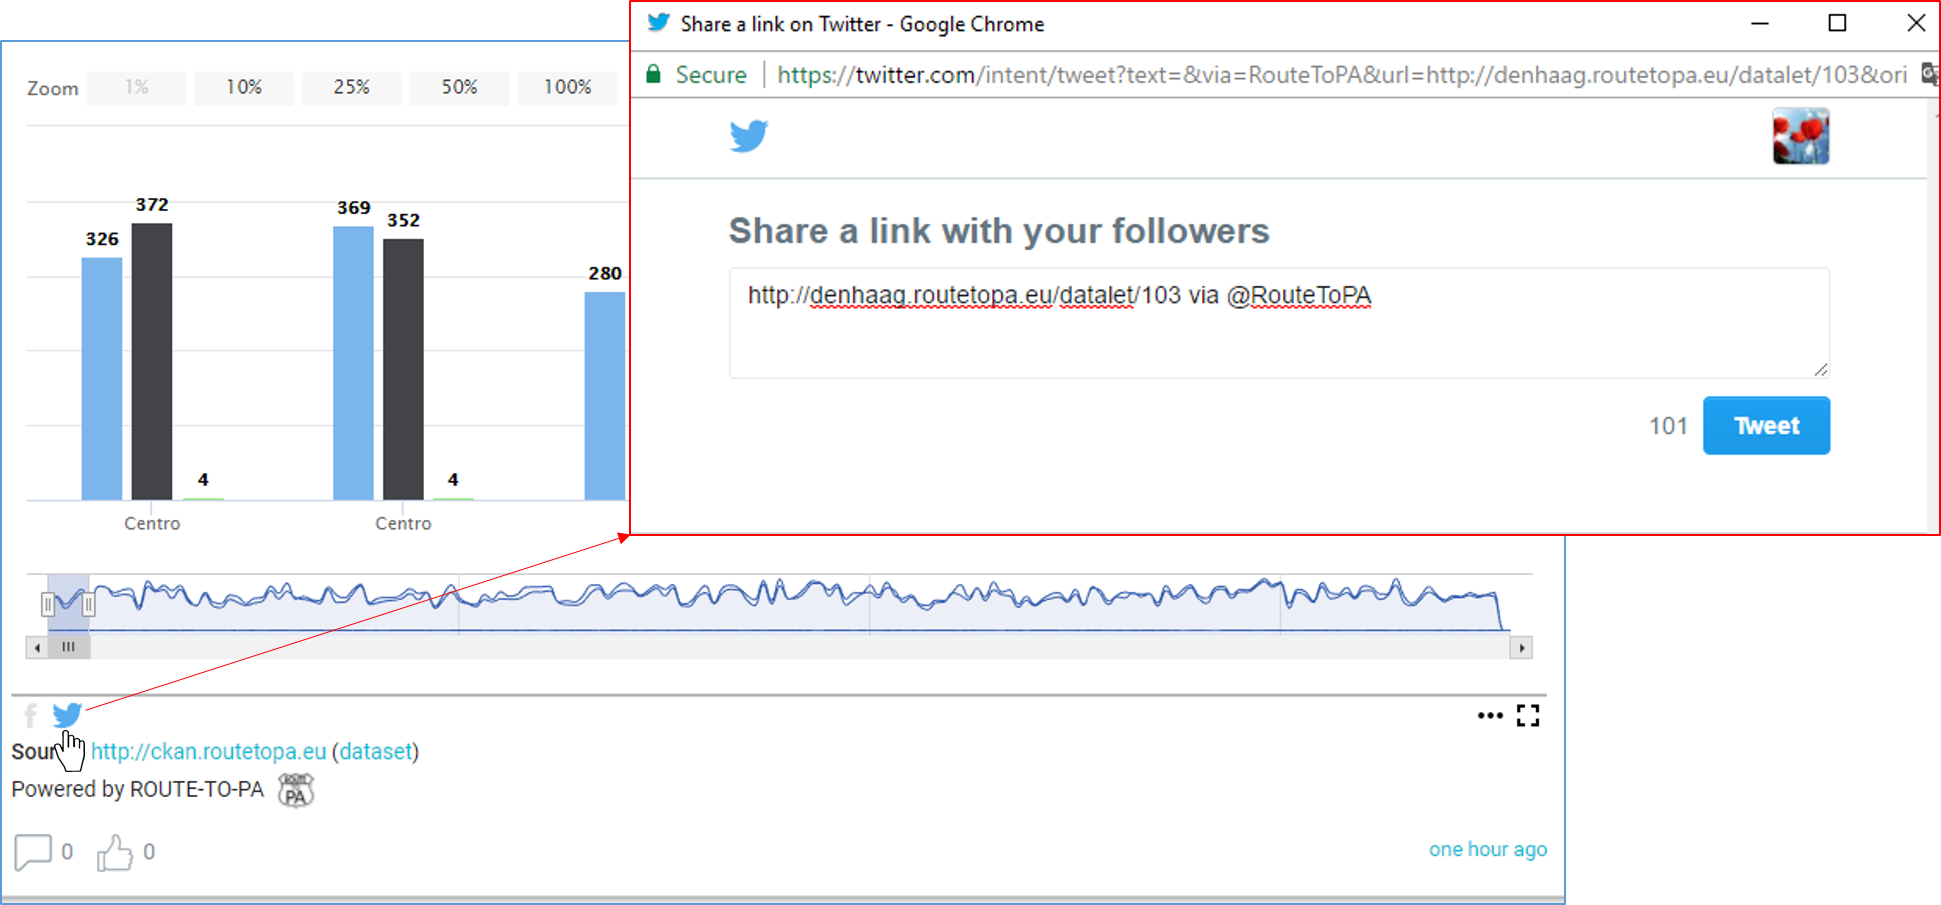 Share a link on Twitter - Google Chrome
Secure | https://twitter.com/intent/tweet?text=&via=RouteToPA&url=http://denhaag.routetopa.eu/datalet/103&ori
Share a link with your followers
http://denhaag.routetopa.eu/datalet/103 via @RouteToPA
101 Tweet
Zoom 1% 10% 25% 50% 100%
326 372 4 369 352 4 280
Centro Centro
Sour http://ckan.routetopa.eu (dataset)
Powered by ROUTE-TO-PA ROUTE TO PA
0 0 one hour ago